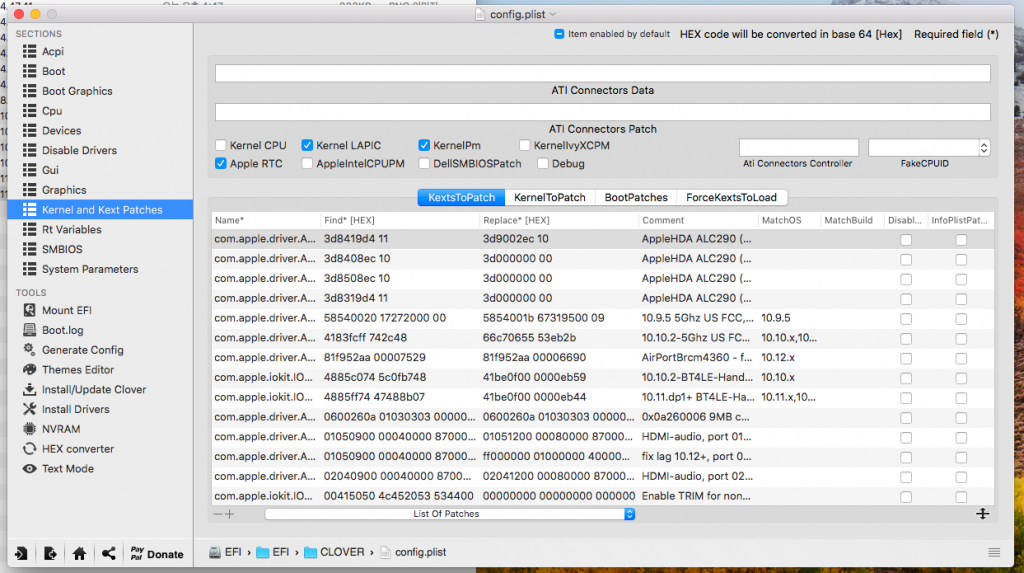 config.plist
SECTIONS
Acpi
Boot
Boot Graphics
Cpu
Devices
Disable Drivers
Gui
Graphics
Kernel and Kext Patches
Rt Variables
SMBIOS
System Parameters
TOOLS
Mount EFI
Boot.log
Generate Config
Themes Editor
Install/Update Clover
Install Drivers
NVRAM
HEX converter
Text Mode
Pay Pal Donate
Item enabled by default HEX code will be converted in base 64 [Hex] Required field (*)
ATI Connectors Data
ATI Connectors Patch
Kernel CPU Kernel LAPIC KernelPm KernelIvyXCPM
Apple RTC AppleIntelCPUPM DellSMBIOSPatch Debug
Ati Connectors Controller FakeCPUID
KextsToPatch KernelToPatch BootPatches ForceKextsToLoad
Name* Find* [HEX] Replace* [HEX] Comment MatchOS MatchBuild Disabl... InfoPlistPat...
com.apple.driver.A... 3d8419d4 11 3d9002ec 10 AppleHDA ALC290 (...
com.apple.driver.A... 3d8408ec 10 3d000000 00 AppleHDA ALC290 (...
com.apple.driver.A... 3d8508ec 10 3d000000 00 AppleHDA ALC290 (...
com.apple.driver.A... 3d8319d4 11 3d000000 00 AppleHDA ALC290 (...
com.apple.driver.A... 58540020 17272000 00 5854001b 67319500 09 10.9.5 5Ghz US FCC,... 10.9.5
com.apple.driver.A... 4183fcff 742c48 66c70655 53eb2b 10.10.2-5Ghz US FC... 10.10.x,10...
com.apple.driver.A... 81f952aa 00007529 81f952aa 00006690 AirPortBrcm4360 - f... 10.12.x
com.apple.iokit.IO... 4885c074 5c0fb748 41be0f00 0000eb59 10.10.2-BT4LE-Hand... 10.10.x
com.apple.iokit.IO... 4885ff74 47488b07 41be0f00 0000eb44 10.11.dp1+ BT4LE-Ha... 10.11.x,10...
com.apple.driver.A... 0600260a 01030303 00000... 0600260a 01030303 00000... 0x0a260006 9MB c...
com.apple.driver.A... 01050900 00040000 87000... 01051200 00080000 87000... HDMI-audio, port 01...
com.apple.driver.A... 01050900 00040000 87000... ff000000 01000000 40000... fix lag 10.12+, port 0...
com.apple.driver.A... 02040900 00040000 8700... 02041200 00080000 87000... HDMI-audio, port 02...
com.apple.iokit.IO... 00415050 4c452053 534400 00000000 00000000 000000 Enable TRIM for non...
List Of Patches
EFI › EFI › CLOVER › config.plist